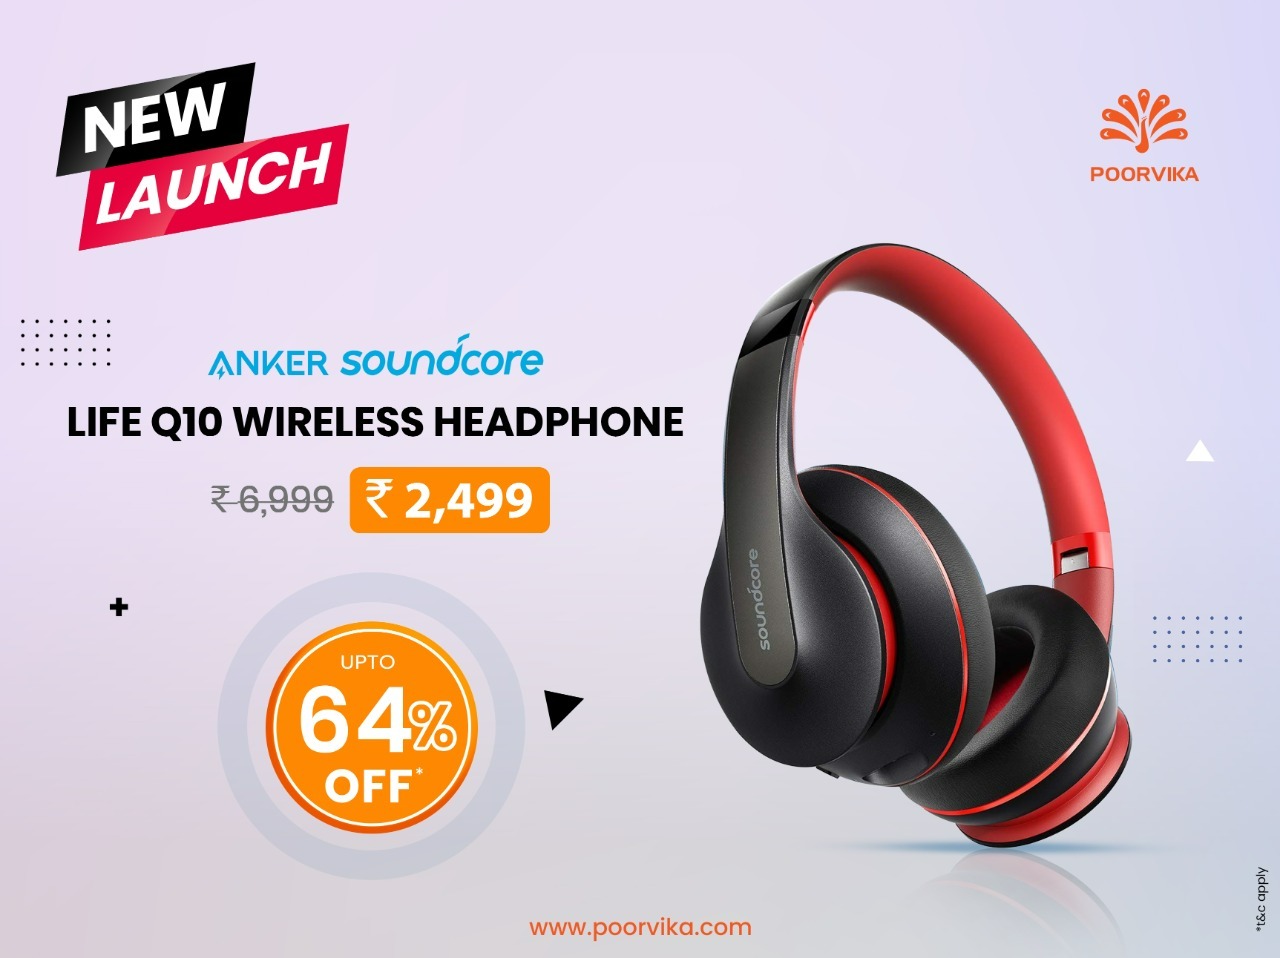 NEW
LAUNCH
POORVIKA
ANKER soundcore
LIFE Q10 WIRELESS HEADPHONE
₹ 6,999 ₹ 2,499
soundcore
UPTO
64%
OFF*
www.poorvika.com
*t&c apply